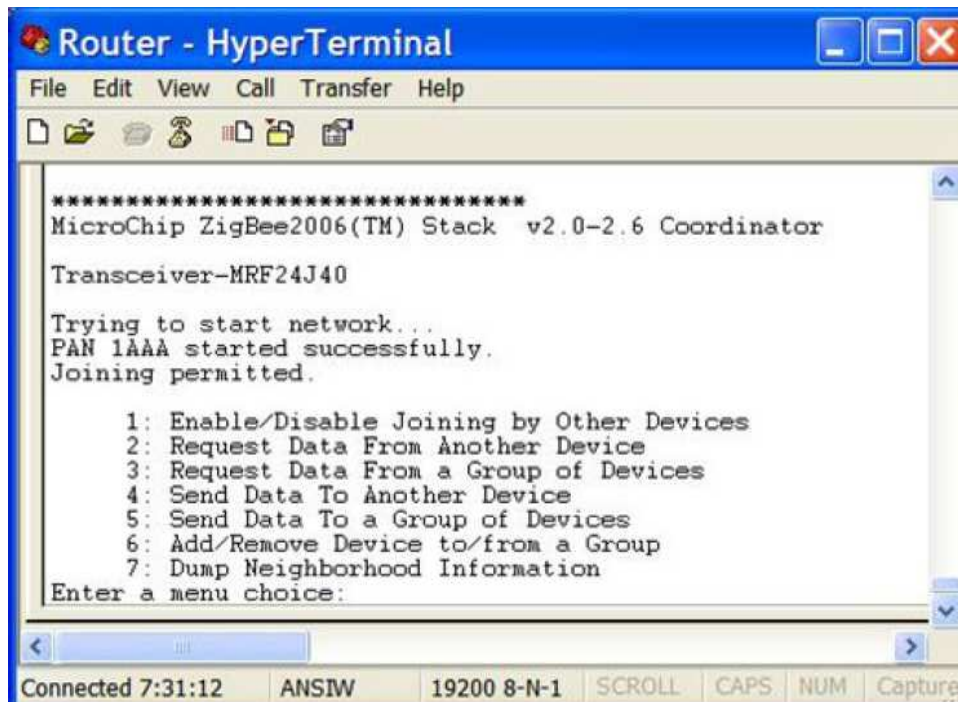 Router - HyperTerminal
File Edit View Call Transfer Help
*********************************
MicroChip ZigBee2006(TM) Stack v2.0-2.6 Coordinator
Transceiver-MRF24J40
Trying to start network...
PAN 1AAA started successfully.
Joining permitted.
1: Enable/Disable Joining by Other Devices
2: Request Data From Another Device
3: Request Data From a Group of Devices
4: Send Data To Another Device
5: Send Data To a Group of Devices
6: Add/Remove Device to/from a Group
7: Dump Neighborhood Information
Enter a menu choice:
Connected 7:31:12 ANSIW 19200 8-N-1 SCROLL CAPS NUM Capture